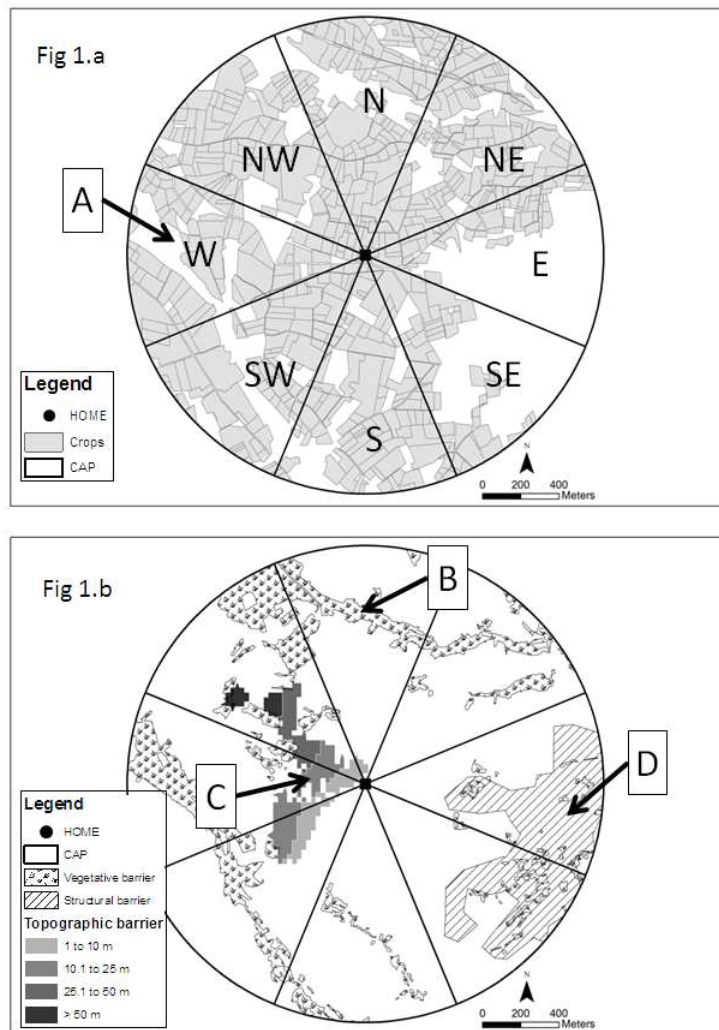 Fig 1.a
N
NW
NE
A
W
E
SW
SE
S
Legend
HOME
Crops
CAP
N
0 200 400
Meters
Fig 1.b
B
C
D
Legend
HOME
CAP
Vegetative barrier
Structural barrier
Topographic barrier
1 to 10 m
10.1 to 25 m
25.1 to 50 m
> 50 m
N
0 200 400
Meters